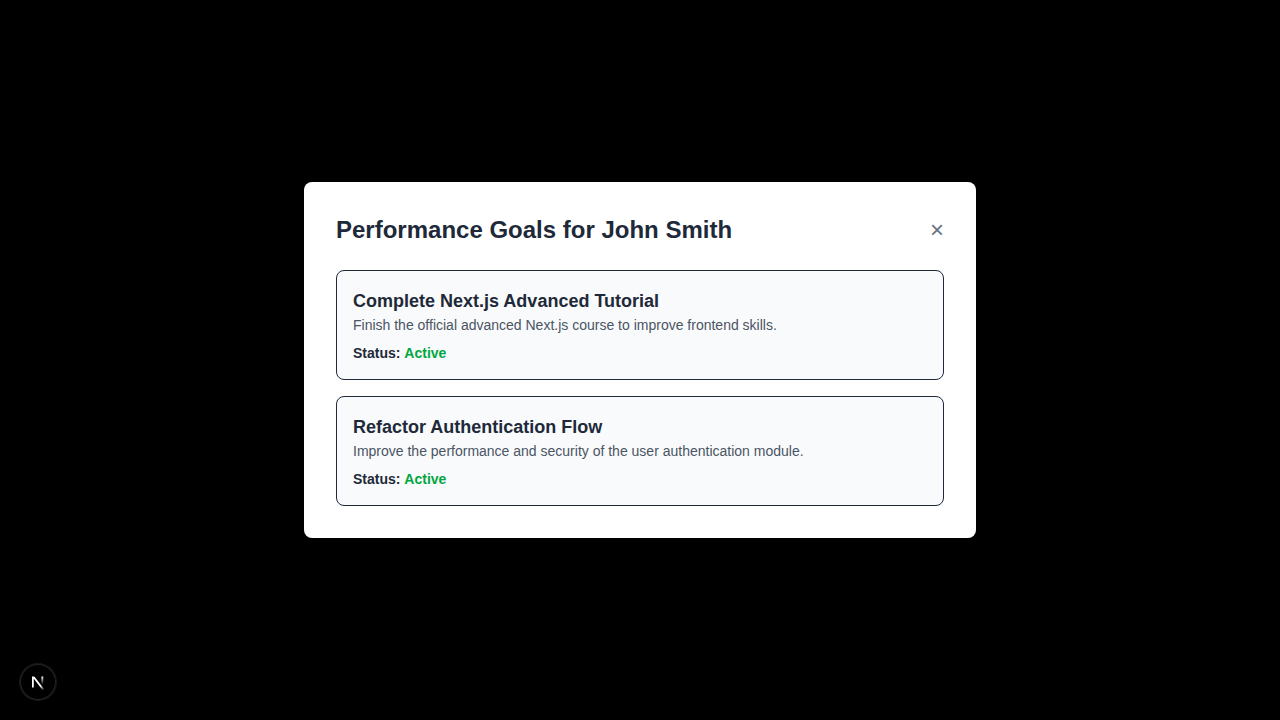 Performance Goals for John Smith
×
Complete Next.js Advanced Tutorial
Finish the official advanced Next.js course to improve frontend skills.
Status: Active
Refactor Authentication Flow
Improve the performance and security of the user authentication module.
Status: Active
N